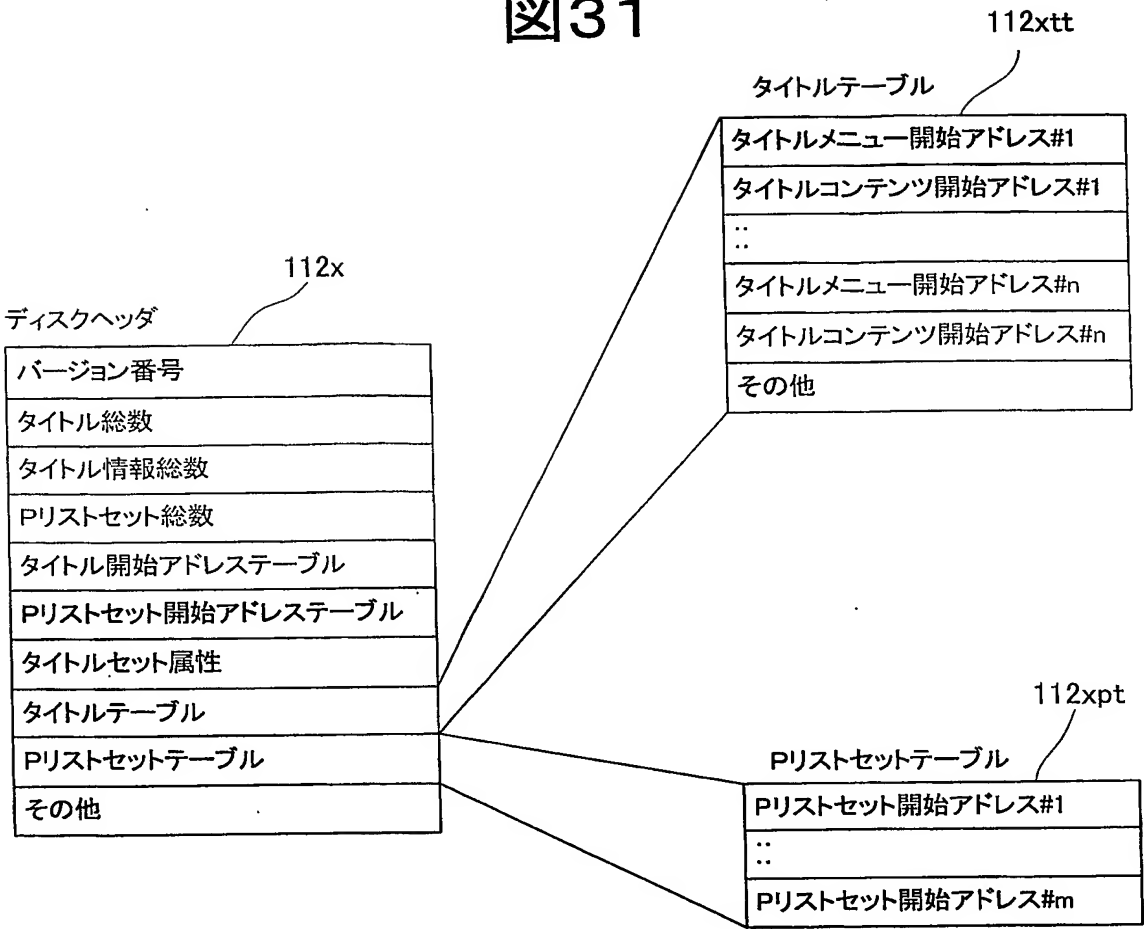 図31
112xtt
タイトルテーブル
タイトルメニュー開始アドレス#1
タイトルコンテンツ開始アドレス#1
::
タイトルメニュー開始アドレス#n
タイトルコンテンツ開始アドレス#n
その他
112x
ディスクヘッダ
バージョン番号
タイトル総数
タイトル情報総数
Pリストセット総数
タイトル開始アドレステーブル
Pリストセット開始アドレステーブル
タイトルセット属性
タイトルテーブル
Pリストセットテーブル
その他
112xpt
Pリストセットテーブル
Pリストセット開始アドレス#1
::
Pリストセット開始アドレス#m